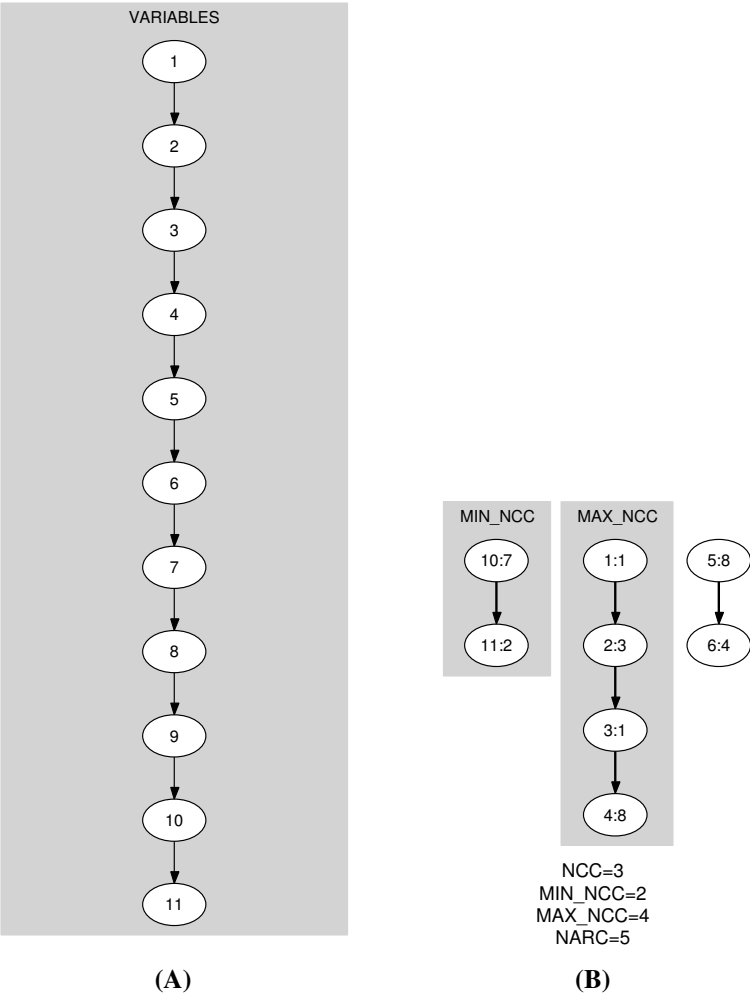 VARIABLES
1
2
3
4
5
6
7
8
9
10
11
(A)
MIN_NCC
10:7
11:2
MAX_NCC
1:1
2:3
3:1
4:8
5:8
6:4
NCC=3
MIN_NCC=2
MAX_NCC=4
NARC=5
(B)